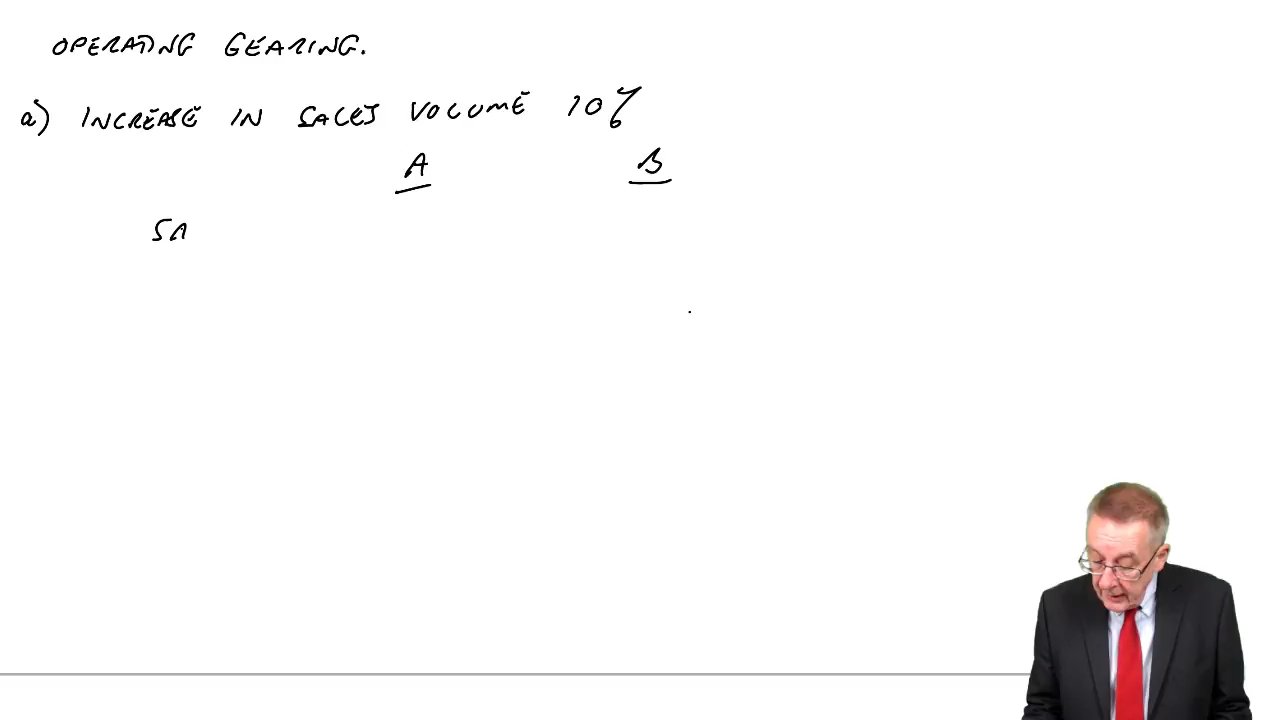 OPERATING GEARING.
a) INCREASE IN SALES VOLUME 10%
A B
SA